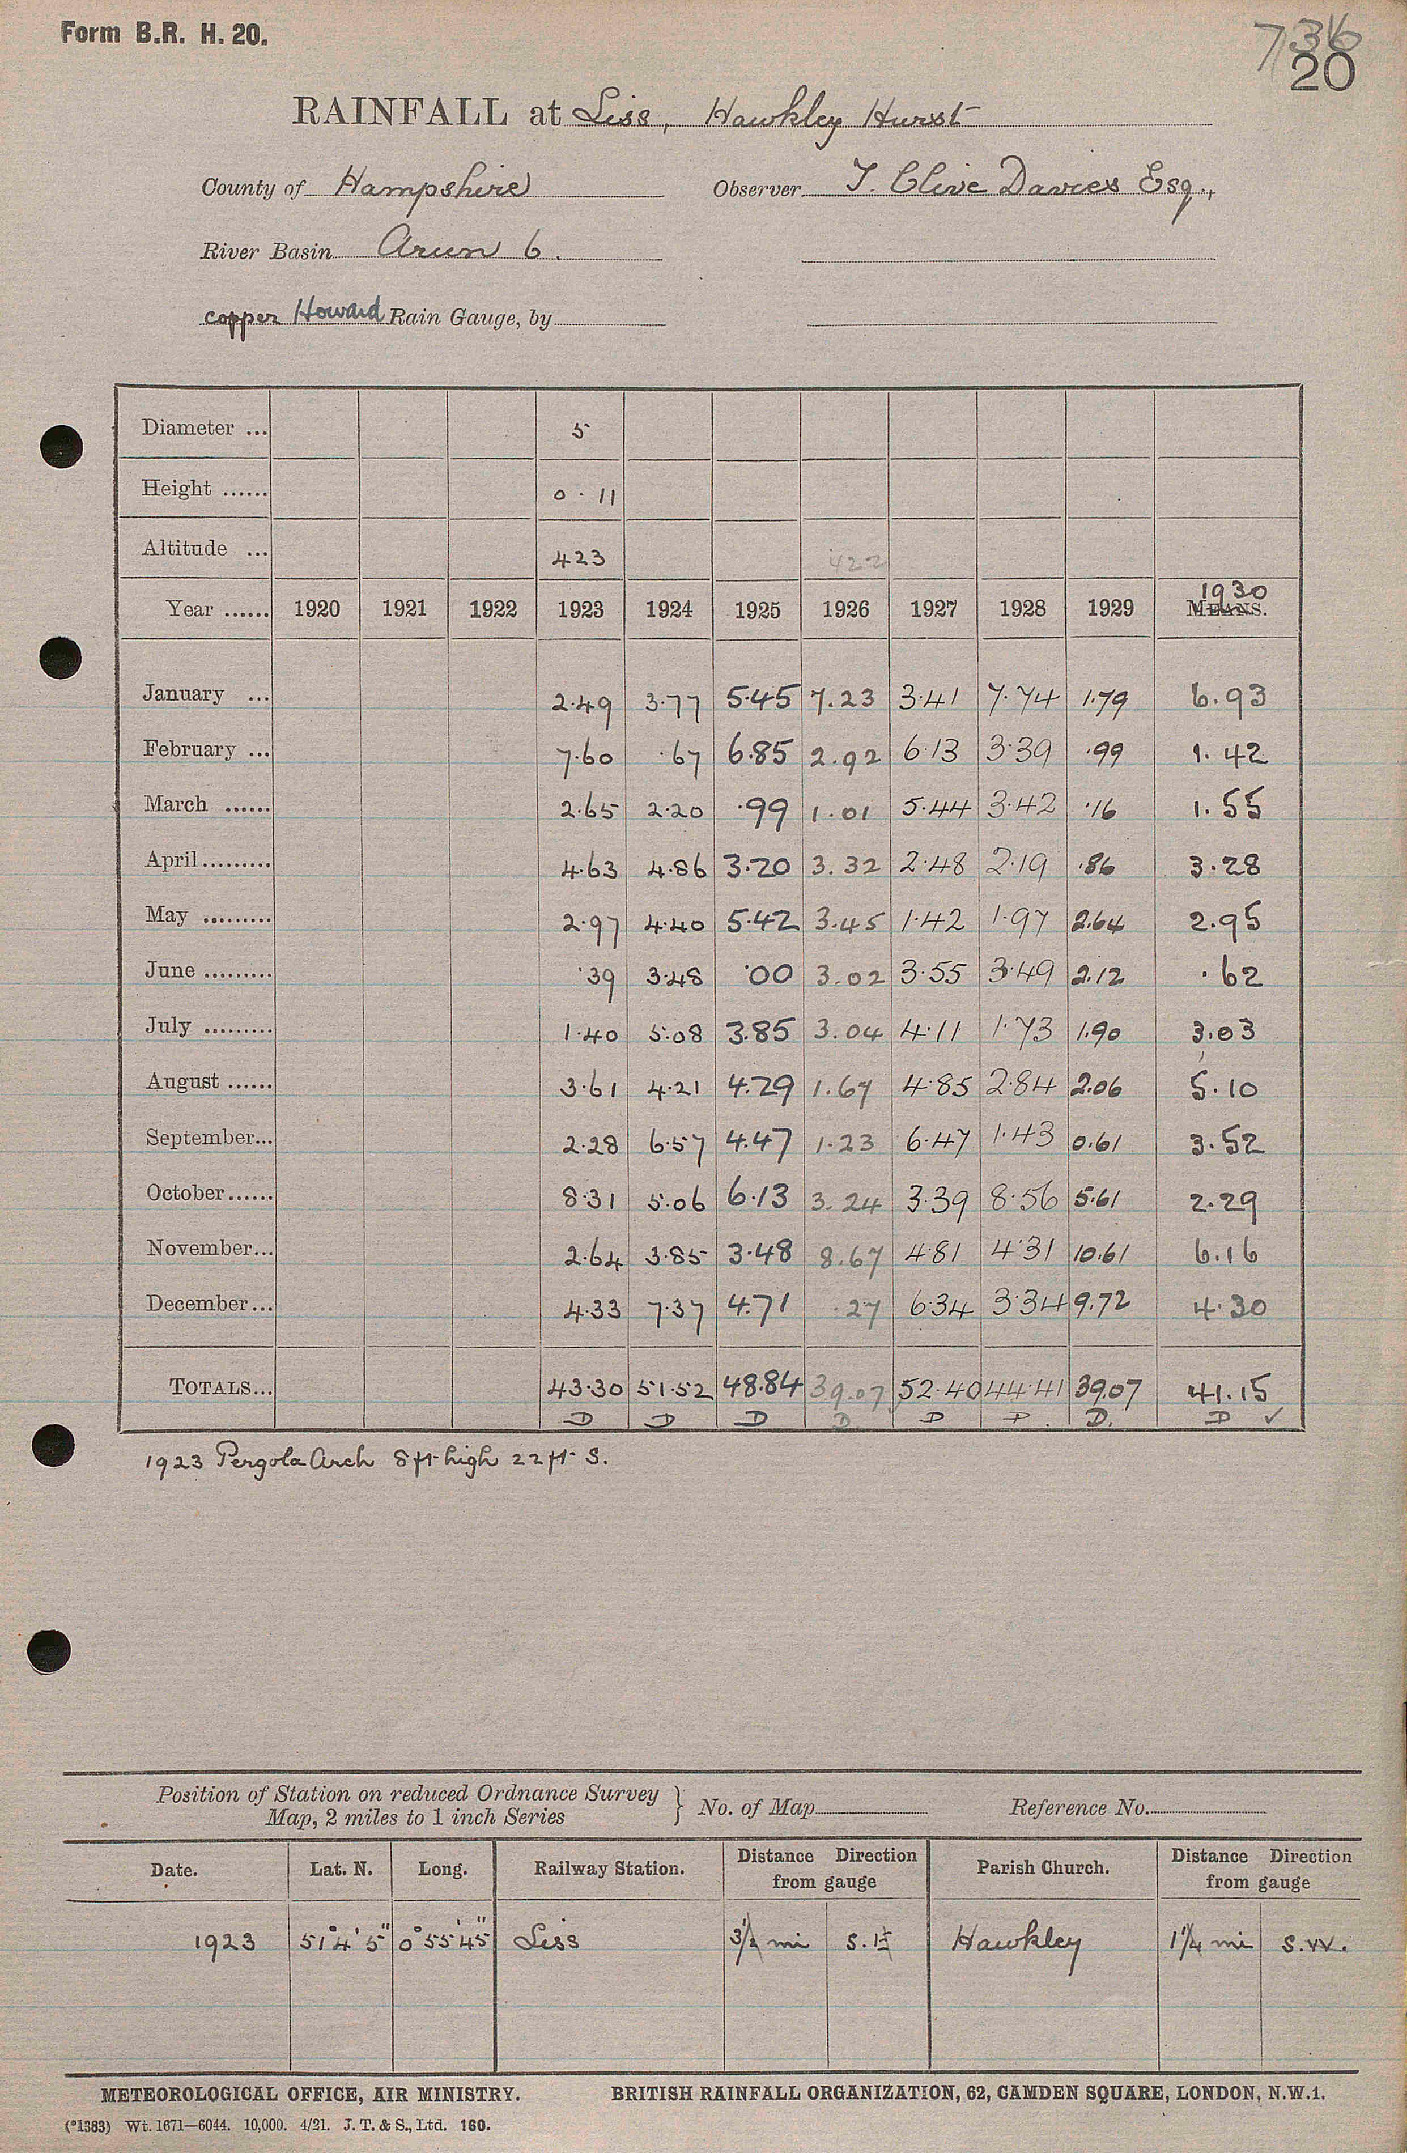 Form B.R. H. 20.
736
20
RAINFALL at Liss, Hawkley Hurst
County of Hampshire Observer T. Clive Davies Esq.,
River Basin Arun 6.
copper Howard Rain Gauge, by
Diameter ... 5
Height ...... 0 · 11
Altitude ... 423 422
1930
Year ...... 1920 1921 1922 1923 1924 1925 1926 1927 1928 1929 MEANS.
January ... 2·49 3·77 5·45 7.23 3·41 7·74 1·79 6.93
February ... 7·60 ·67 6.85 2.92 6·13 3·39 ·99 1.42
March ...... 2·65 2·20 ·99 1.01 5·44 3·42 ·16 1.55
April ......... 4·63 4·86 3·20 3.32 2·48 2·19 ·86 3·28
May ......... 2·97 4·40 5·42 3.45 1·42 1·97 2.64 2.95
June ......... ·39 3·48 ·00 3.02 3·55 3·49 2.12 ·62
July ......... 1·40 5·08 3.85 3.04 4·11 1·73 1.90 3.03
August ...... 3·61 4·21 4.29 1.67 4·85 2·84 2.06 5·10
September... 2·28 6·57 4.47 1·23 6·47 1·43 0.61 3.52
October...... 8·31 5·06 6·13 3.24 3·39 8·56 5·61 2·29
November... 2·64 3·85 3·48 8.67 4·81 4·31 10·61 6·16
December... 4·33 7·37 4·71 ·27 6·34 3·34 9.72 4·30
TOTALS... 43·30 51·52 48·84 39.07 52·40 44·41 39.07 41.15
D D D D D D D. D ✓
1923 Pergola Arch 8 ft high 22 ft S.
Position of Station on reduced Ordnance Survey
Map, 2 miles to 1 inch Series } No. of Map Reference No.
Date. Lat. N. Long. Railway Station. Distance Direction from gauge Parish Church. Distance Direction from gauge
1923 51° 4' 5" 0° 55' 45" Liss 3½ mi Hawkley 1¼ mi S.W.
METEOROLOGICAL OFFICE, AIR MINISTRY. BRITISH RAINFALL ORGANIZATION, 62, CAMDEN SQUARE, LONDON, N.W.1.
(*1383) Wt. 1671—6044. 10,000. 4/21. J. T. & S., Ltd. 160.